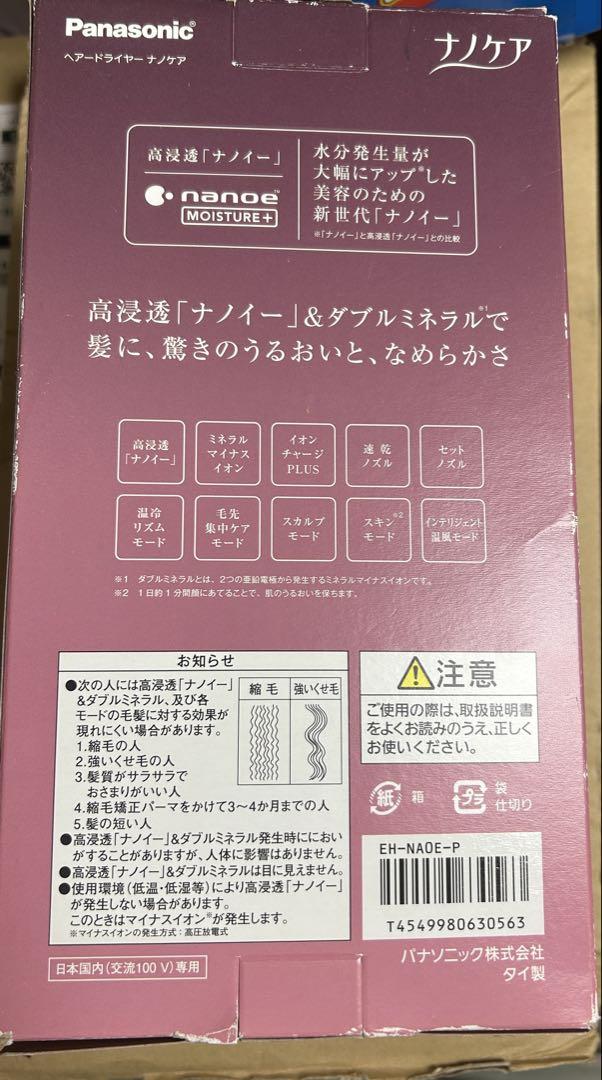 Panasonic
ヘアードライヤー ナノケア
ナノケア
高浸透「ナノイー」
nanoe™
MOISTURE+
水分発生量が
大幅にアップ※した
美容のための
新世代「ナノイー」
※「ナノイー」と高浸透「ナノイー」との比較
高浸透「ナノイー」&ダブルミネラル※1で
髪に、驚きのうるおいと、なめらかさ
高浸透
「ナノイー」
ミネラル
マイナス
イオン
イオン
チャージ
PLUS
速乾
ノズル
セット
ノズル
温冷
リズム
モード
毛先
集中ケア
モード
スカルプ
モード
スキン※2
モード
インテリジェント
温風モード
※1 ダブルミネラルとは、2つの亜鉛電極から発生するミネラルマイナスイオンです。
※2 1日約1分間顔にあてることで、肌のうるおいを保ちます。
お知らせ
●次の人には高浸透「ナノイー」
&ダブルミネラル、及び各
モードの毛髪に対する効果が
現れにくい場合があります。
1.縮毛の人
2.強いくせ毛の人
3.髪質がサラサラで
おさまりがいい人
4.縮毛矯正パーマをかけて3〜4か月までの人
5.髪の短い人
縮毛
強いくせ毛
●高浸透「ナノイー」&ダブルミネラル発生時ににおい
がすることがありますが、人体に影響はありません。
●高浸透「ナノイー」&ダブルミネラルは目に見えません。
●使用環境(低温・低湿等)により高浸透「ナノイー」
が発生しない場合があります。
このときはマイナスイオン※が発生します。
※マイナスイオンの発生方式:高圧放電式
日本国内(交流100 V)専用
注意
ご使用の際は、取扱説明書
をよくお読みのうえ、正しく
お使いください。
紙
箱
プラ
袋
仕切り
EH-NA0E-P
T4549980630563
パナソニック株式会社
タイ製